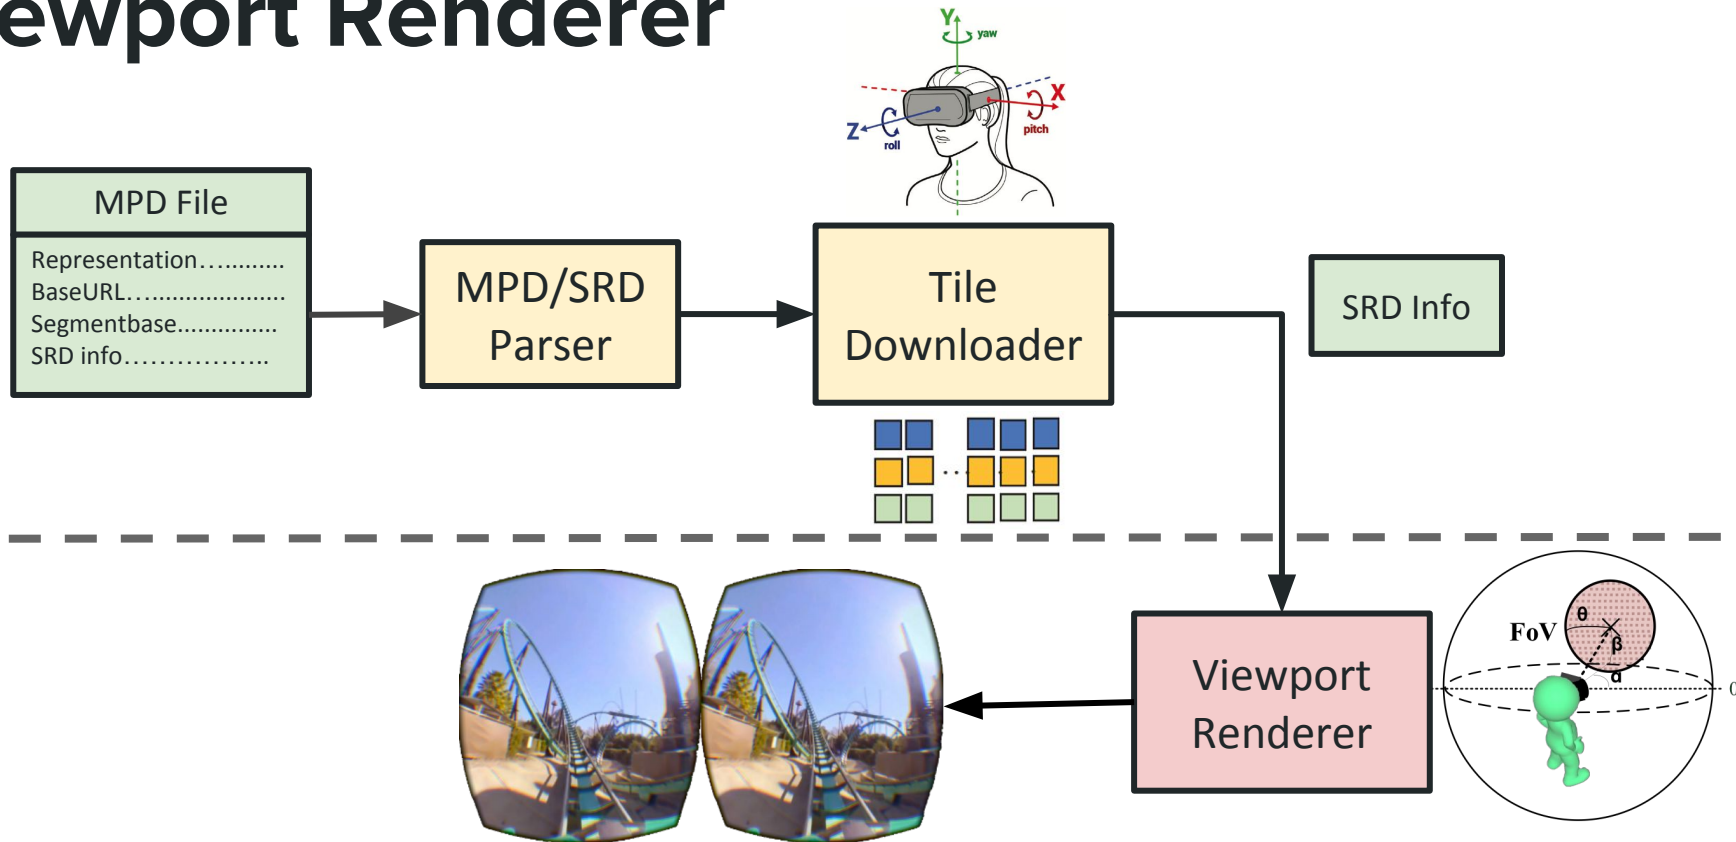 ewport Renderer
Y
yaw
X
pitch
Z
roll
MPD File
Representation............
BaseURL........................
Segmentbase...............
SRD info………………..
MPD/SRD
Parser
Tile
Downloader
SRD Info
...
FoV
θ
β
α
0
Viewport
Renderer